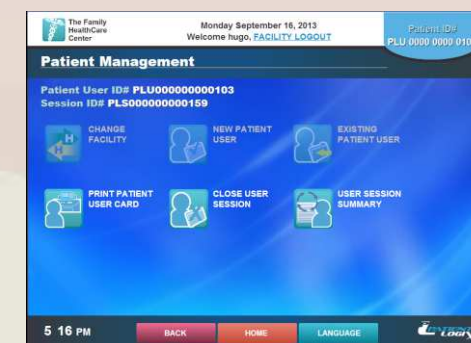 The Family
HealthCare
Center
Monday September 16, 2013
Welcome hugo, FACILITY LOGOUT
Patient ID#
PLU 0000 0000 010
Patient Management
Patient User ID# PLU000000000103
Session ID# PLS000000000159
CHANGE
FACILITY
NEW PATIENT
USER
EXISTING
PATIENT USER
PRINT PATIENT
USER CARD
CLOSE USER
SESSION
USER SESSION
SUMMARY
5 16 PM
BACK
HOME
LANGUAGE